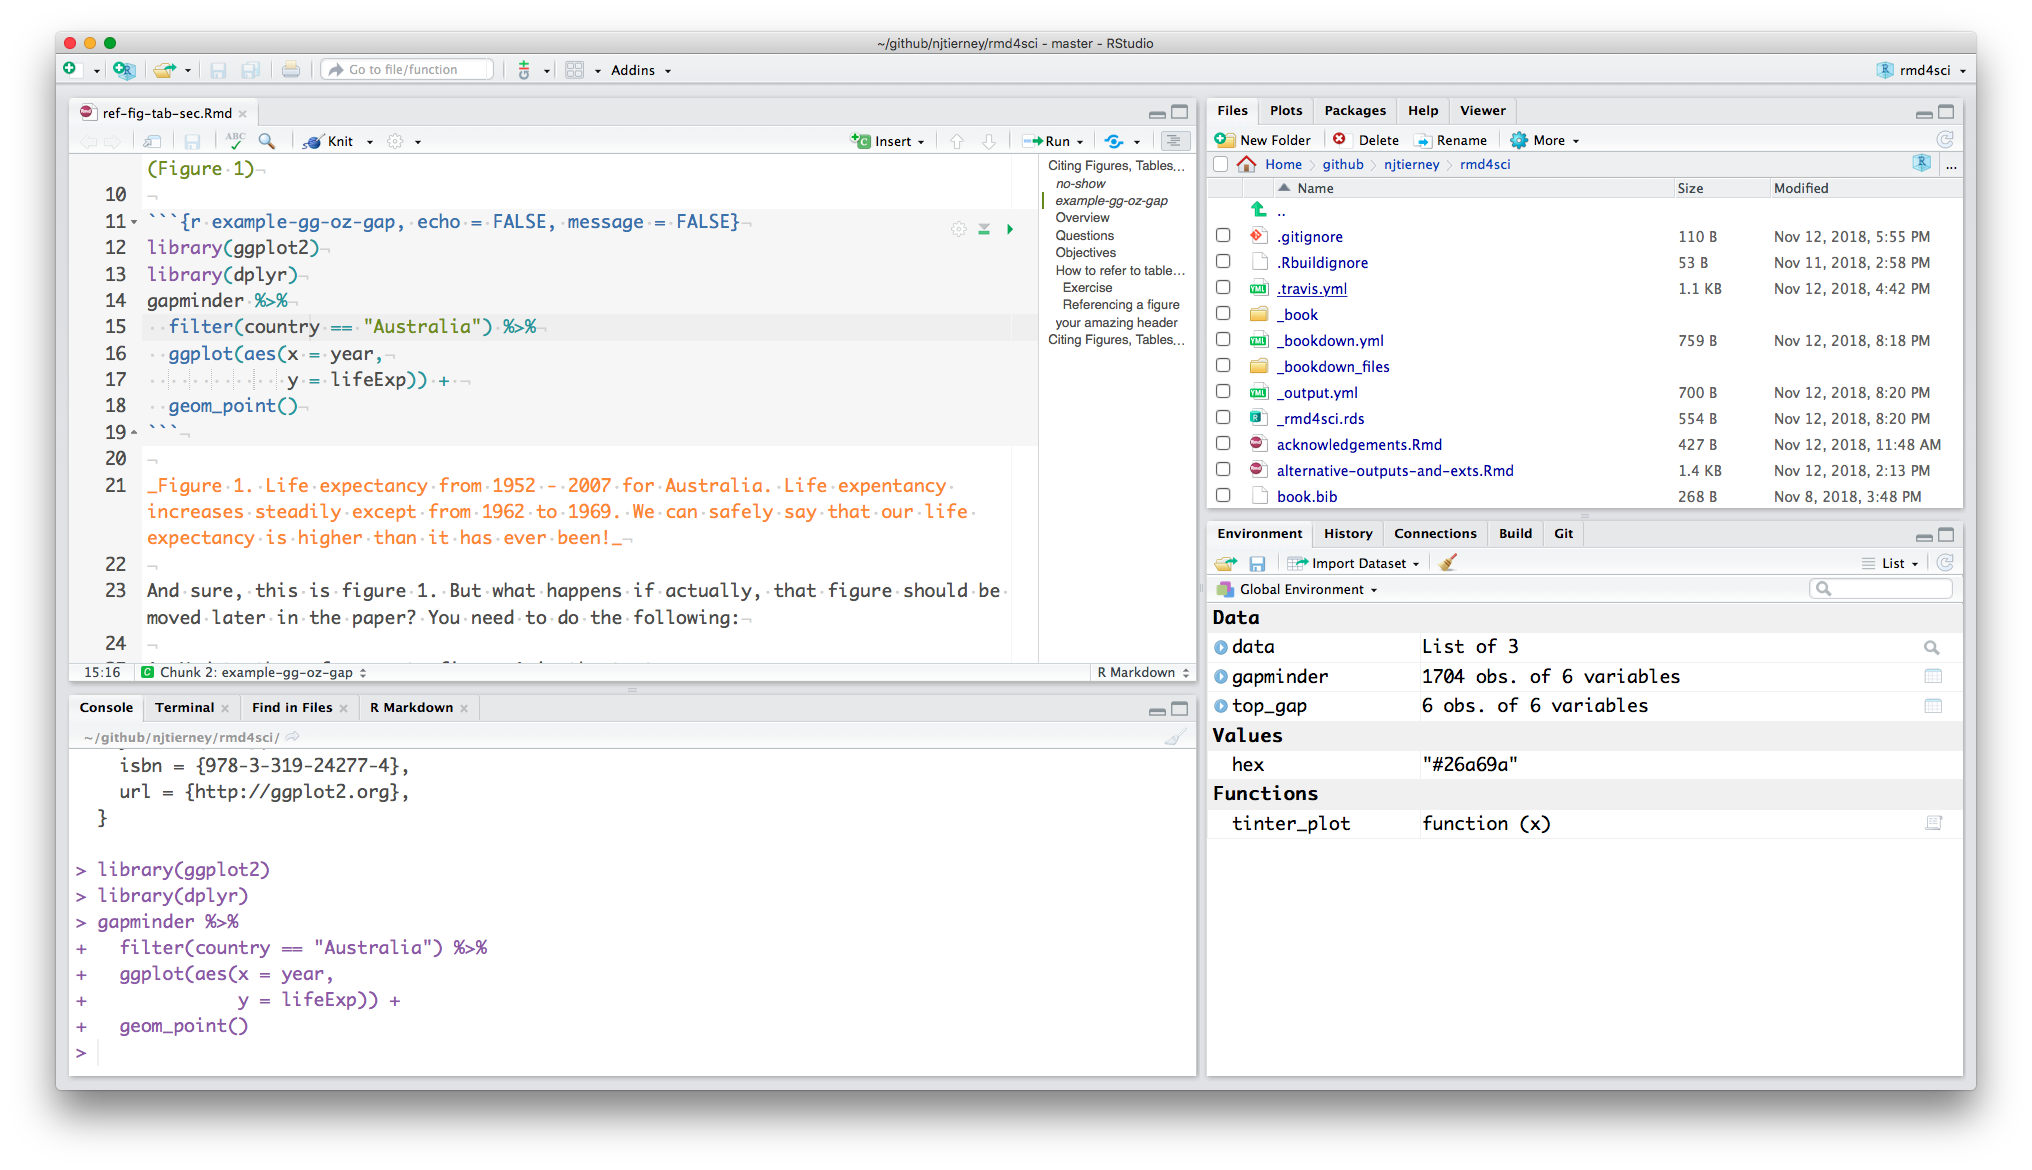 ~/github/njtierney/rmd4sci - master - RStudio
Go to file/function
Addins
rmd4sci
ref-fig-tab-sec.Rmd
ABC
Knit
Insert
Run
(Figure 1)
10
11 ```{r example-gg-oz-gap, echo = FALSE, message = FALSE}
12 library(ggplot2)
13 library(dplyr)
14 gapminder %>%
15 filter(country == "Australia") %>%
16 ggplot(aes(x = year,
17 y = lifeExp)) +
18 geom_point()
19 ```
20
21 _Figure 1. Life expectancy from 1952 - 2007 for Australia. Life expentancy
increases steadily except from 1962 to 1969. We can safely say that our life
expectancy is higher than it has ever been!_
22
23 And sure, this is figure 1. But what happens if actually, that figure should be
moved later in the paper? You need to do the following:
24
15:16 Chunk 2: example-gg-oz-gap R Markdown
Citing Figures, Tables...
no-show
example-gg-oz-gap
Overview
Questions
Objectives
How to refer to table...
Exercise
Referencing a figure
your amazing header
Citing Figures, Tables...
Console Terminal Find in Files R Markdown
~/github/njtierney/rmd4sci/
isbn = {978-3-319-24277-4},
url = {http://ggplot2.org},
}
> library(ggplot2)
> library(dplyr)
> gapminder %>%
+ filter(country == "Australia") %>%
+ ggplot(aes(x = year,
+ y = lifeExp)) +
+ geom_point()
>
Files Plots Packages Help Viewer
New Folder Delete Rename More
Home github njtierney rmd4sci ...
Name Size Modified
..
.gitignore 110 B Nov 12, 2018, 5:55 PM
.Rbuildignore 53 B Nov 11, 2018, 2:58 PM
.travis.yml 1.1 KB Nov 12, 2018, 4:42 PM
_book
_bookdown.yml 759 B Nov 12, 2018, 8:18 PM
_bookdown_files
_output.yml 700 B Nov 12, 2018, 8:20 PM
_rmd4sci.rds 554 B Nov 12, 2018, 8:20 PM
acknowledgements.Rmd 427 B Nov 12, 2018, 11:48 AM
alternative-outputs-and-exts.Rmd 1.4 KB Nov 12, 2018, 2:13 PM
book.bib 268 B Nov 8, 2018, 3:48 PM
Environment History Connections Build Git
Import Dataset List
Global Environment
Data
data List of 3
gapminder 1704 obs. of 6 variables
top_gap 6 obs. of 6 variables
Values
hex "#26a69a"
Functions
tinter_plot function (x)